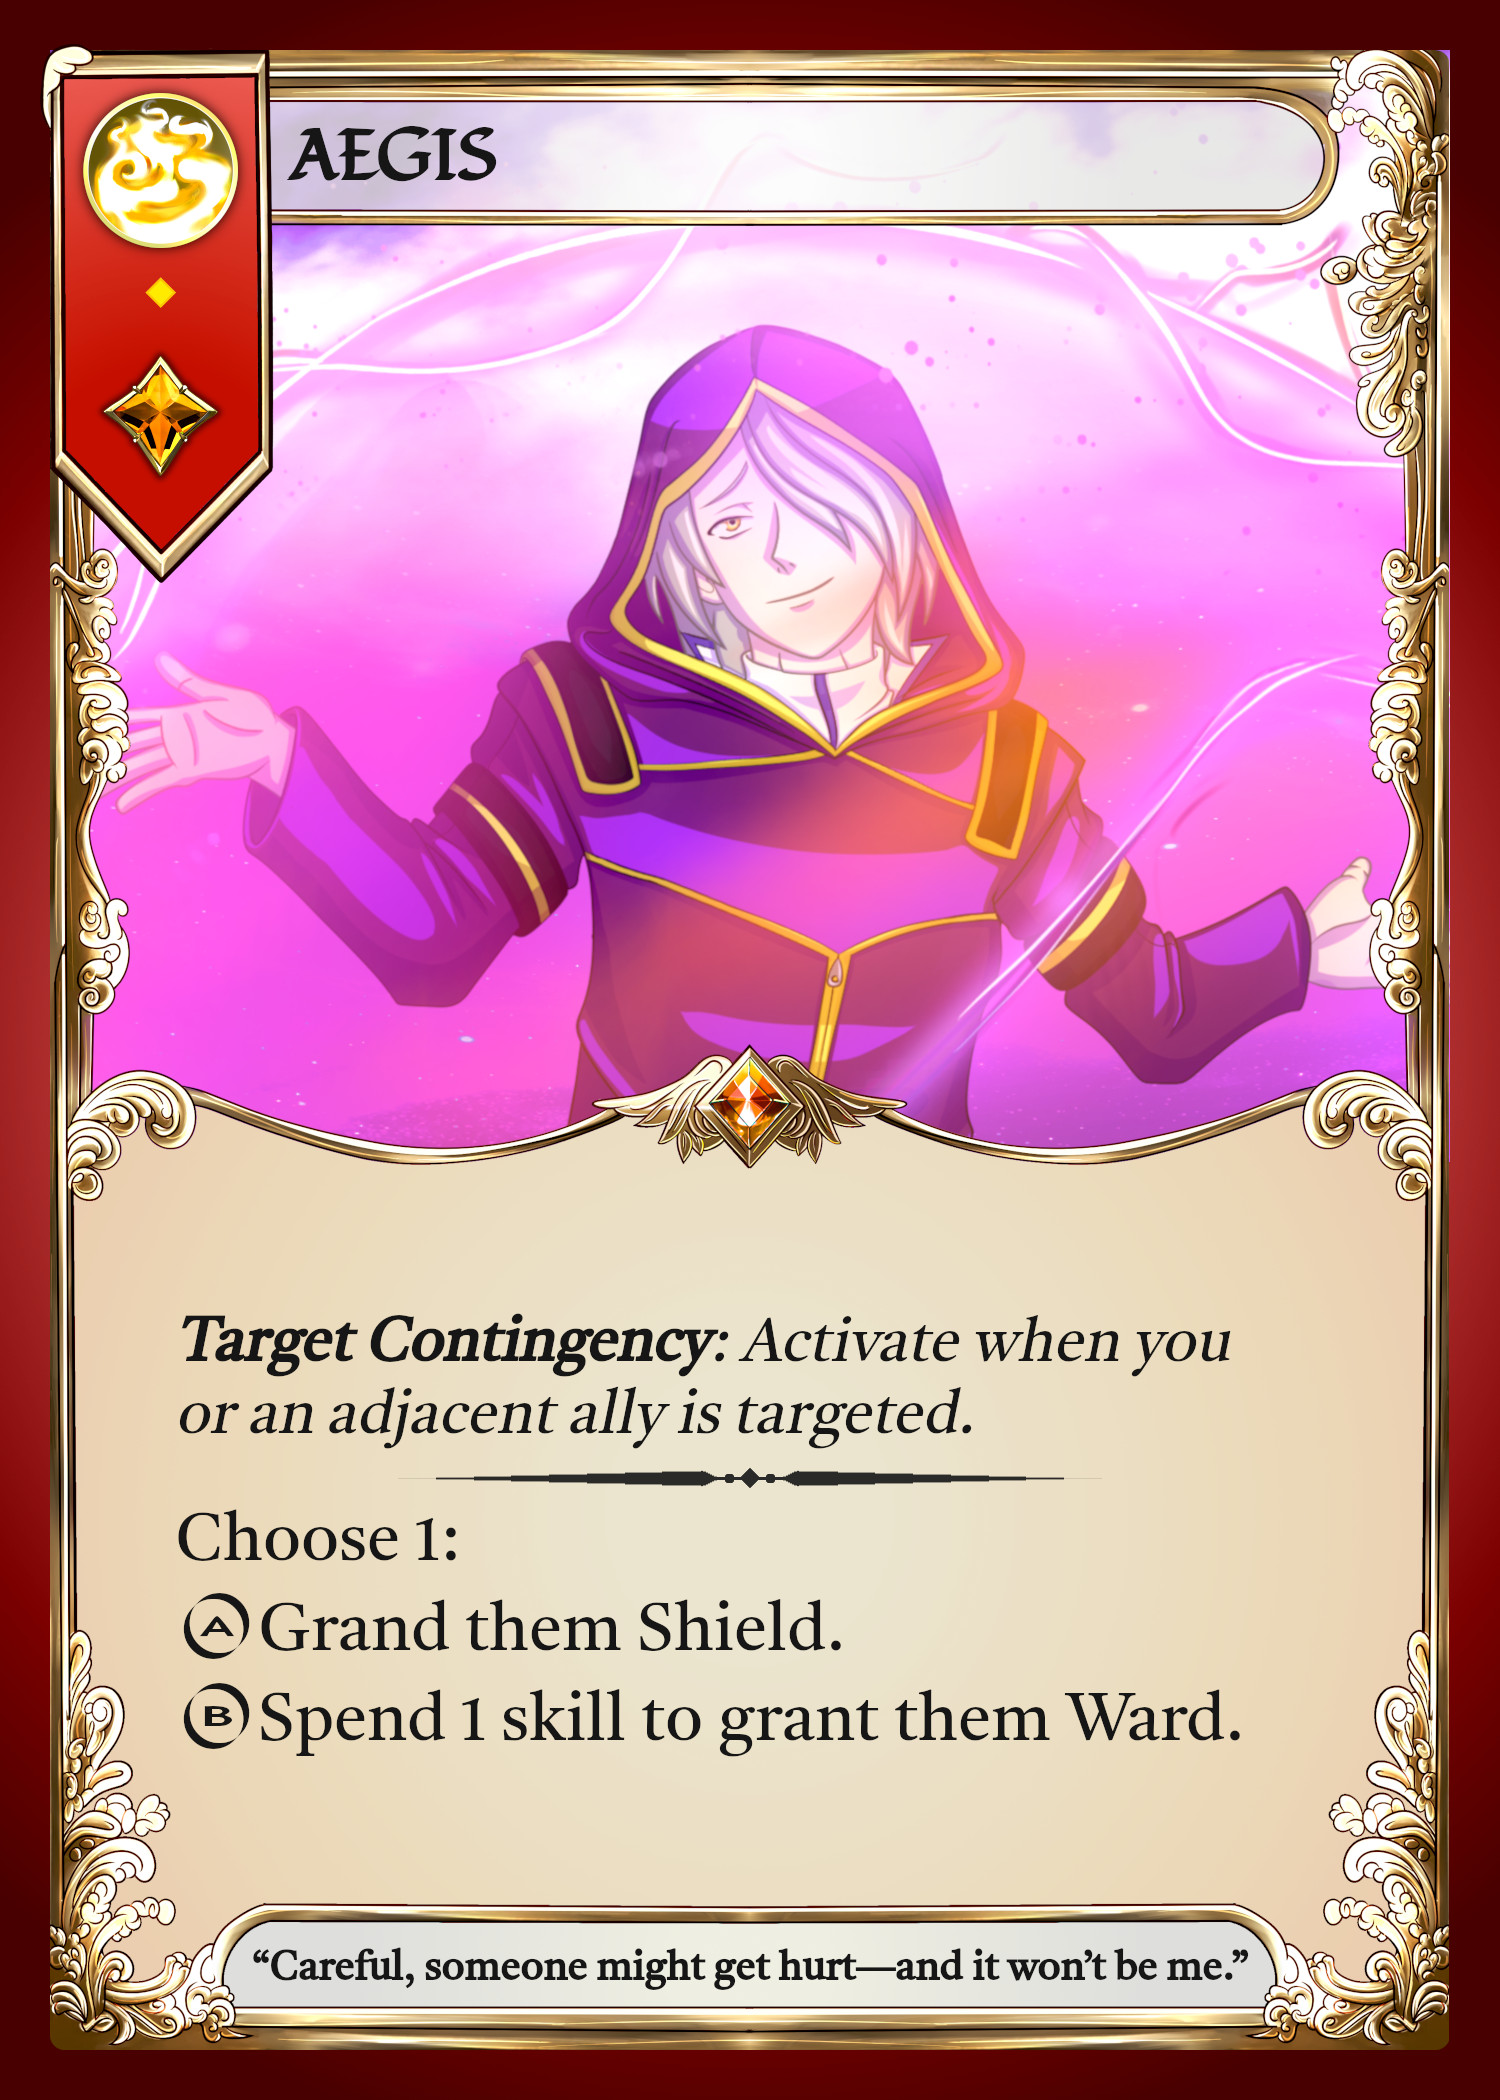 AEGIS
Target Contingency: Activate when you
or an adjacent ally is targeted.
Choose 1:
A Grand them Shield.
B Spend 1 skill to grant them Ward.
“Careful, someone might get hurt—and it won’t be me.”